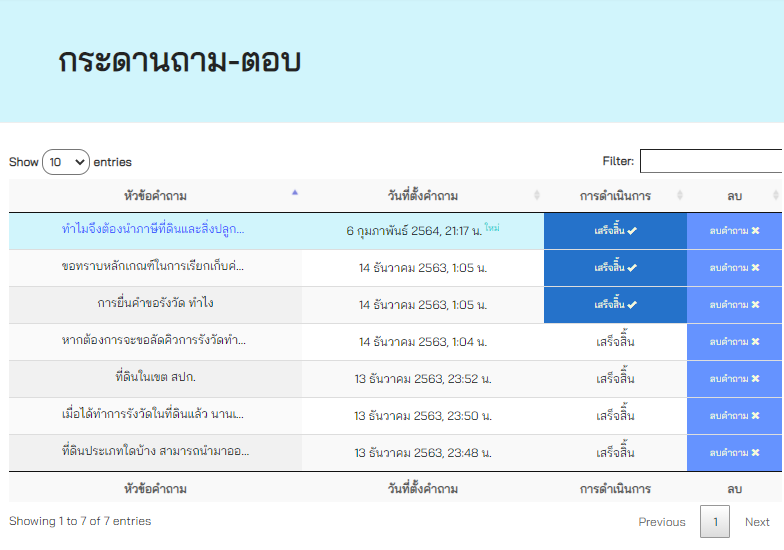 กระดานถาม-ตอบ
Show 10 entries Filter:
หัวข้อคำถาม วันที่ตั้งคำถาม การดำเนินการ ลบ
ทำไมจึงต้องนำภาษีที่ดินและสิ่งปลูก... 6 กุมภาพันธ์ 2564, 21:17 น. ใหม่ เสร็จสิ้น ✔ ลบคำถาม ✖
ขอทราบหลักเกณฑ์ในการเรียกเก็บค่... 14 ธันวาคม 2563, 1:05 น. เสร็จสิ้น ✔ ลบคำถาม ✖
การยื่นคำขอรังวัด ทำไง 14 ธันวาคม 2563, 1:05 น. เสร็จสิ้น ✔ ลบคำถาม ✖
หากต้องการจะขอลัดคิวการรังวัดทำ... 14 ธันวาคม 2563, 1:04 น. เสร็จสิ้น ลบคำถาม ✖
ที่ดินในเขต สปก. 13 ธันวาคม 2563, 23:52 น. เสร็จสิ้น ลบคำถาม ✖
เมื่อได้ทำการรังวัดในที่ดินแล้ว นานเ... 13 ธันวาคม 2563, 23:50 น. เสร็จสิ้น ลบคำถาม ✖
ที่ดินประเภทใดบ้าง สามารถนำมาออ... 13 ธันวาคม 2563, 23:48 น. เสร็จสิ้น ลบคำถาม ✖
หัวข้อคำถาม วันที่ตั้งคำถาม การดำเนินการ ลบ
Showing 1 to 7 of 7 entries Previous 1 Next